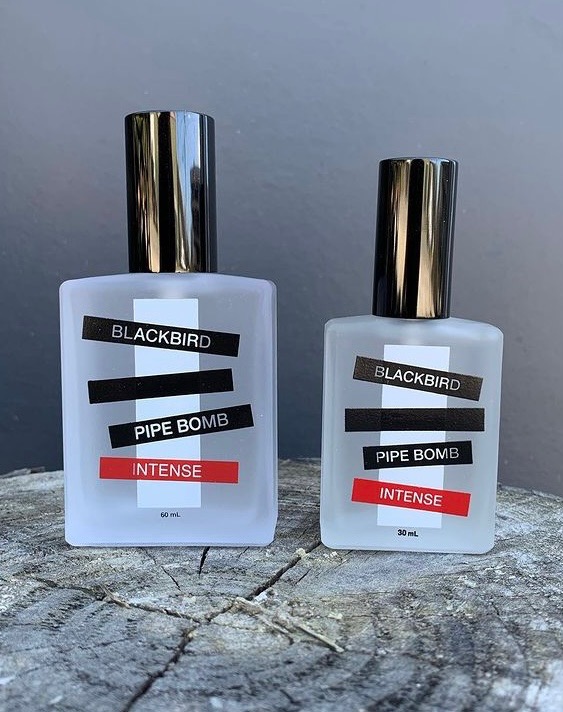 BLACKBIRD
PIPE BOMB
INTENSE
60 mL
BLACKBIRD
PIPE BOMB
INTENSE
30 mL